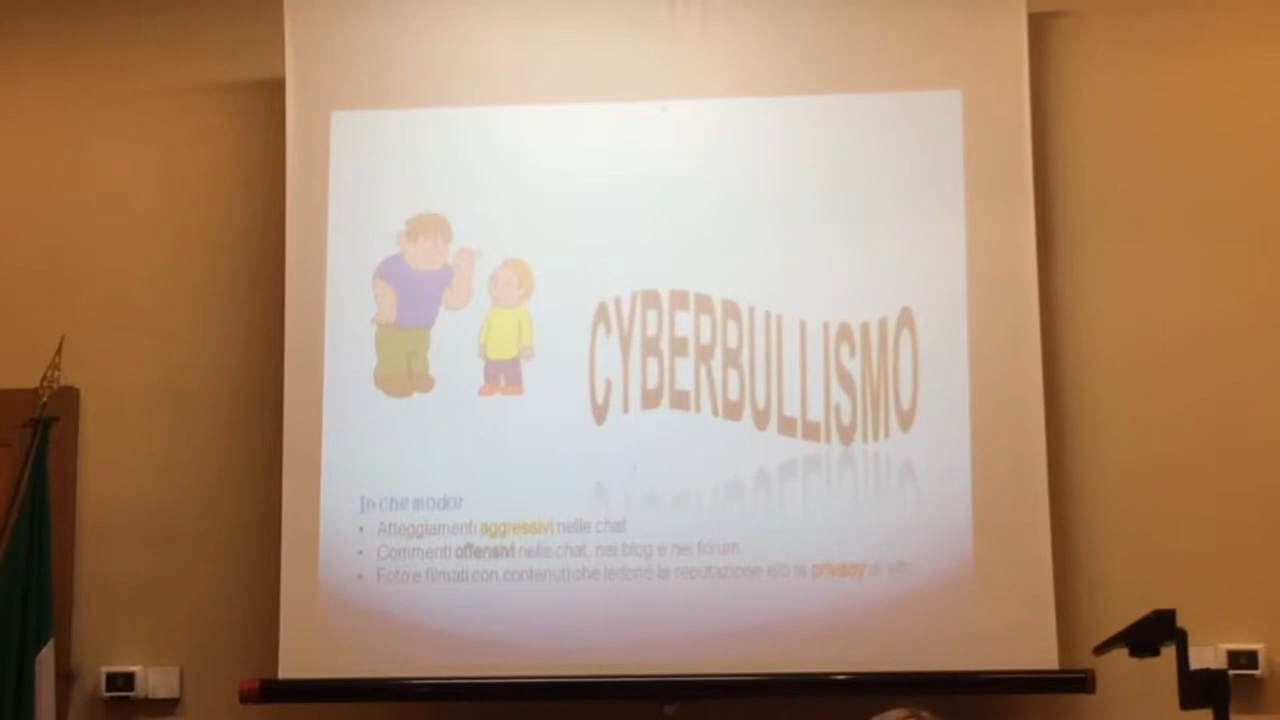 CYBERBULLISMO
In che modo?
• Atteggiamenti aggressivi nelle chat
• Commenti offensivi nelle chat, nei blog e nei forum
• Foto e filmati con contenuti che ledono la reputazione e/o la privacy di